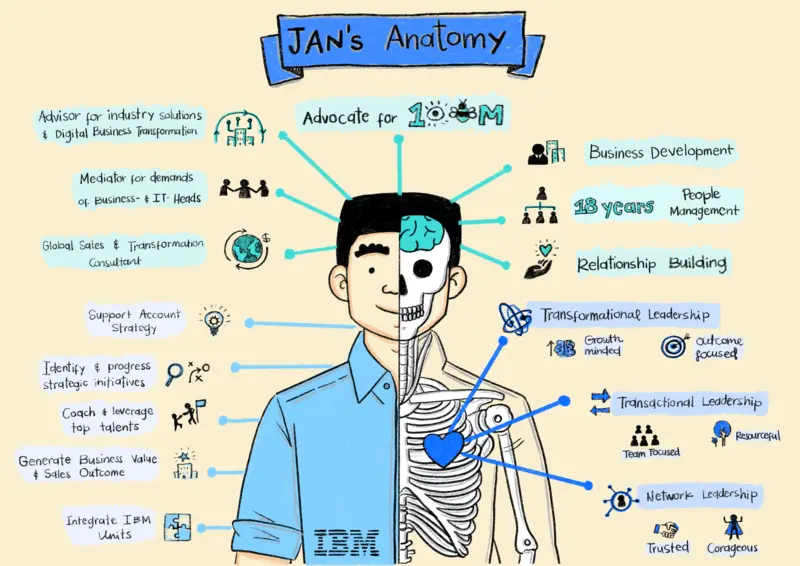 JAN's Anatomy
Advisor for industry solutions
& Digital Business Transformation
Advocate for 100M
Business Development
Mediator for demands
of Business- & IT- Heads
18 years
People
Management
Global Sales & Transformation
Consultant
Relationship Building
Support Account
Strategy
Transformational Leadership
Growth
minded
outcome
focused
Identify & progress
strategic initiatives
Coach & leverage
top talents
Transactional Leadership
Team Focused
Resourceful
Generate Business Value
& Sales Outcome
Network Leadership
Trusted
Corageous
Integrate IBM
Units
IBM